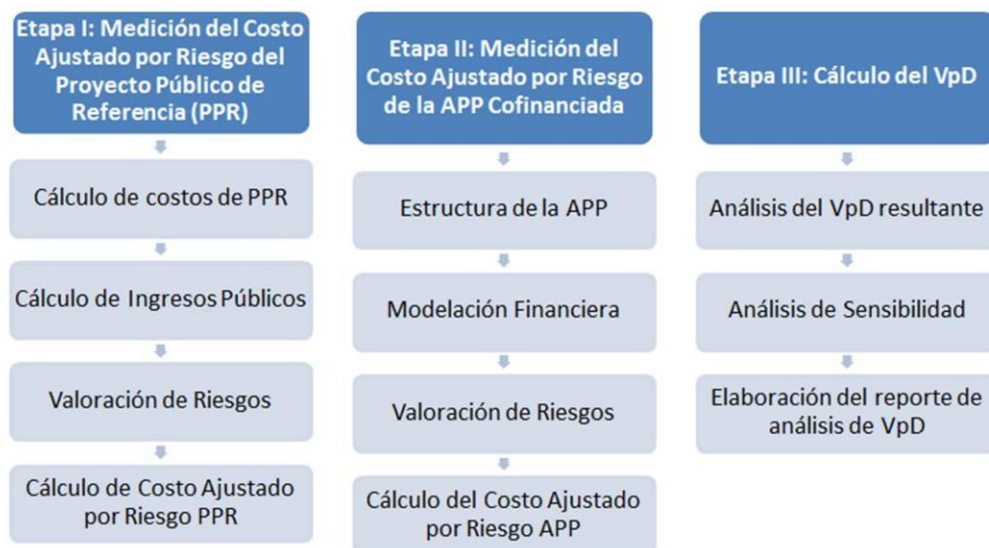 Etapa I: Medición del Costo
Ajustado por Riesgo del
Proyecto Público de
Referencia (PPR)
Cálculo de costos de PPR
Cálculo de Ingresos Públicos
Valoración de Riesgos
Cálculo de Costo Ajustado
por Riesgo PPR
Etapa II: Medición del
Costo Ajustado por Riesgo
de la APP Cofinanciada
Estructura de la APP
Modelación Financiera
Valoración de Riesgos
Cálculo del Costo Ajustado
por Riesgo APP
Etapa III: Cálculo del VpD
Análisis del VpD resultante
Análisis de Sensibilidad
Elaboración del reporte de
análisis de VpD